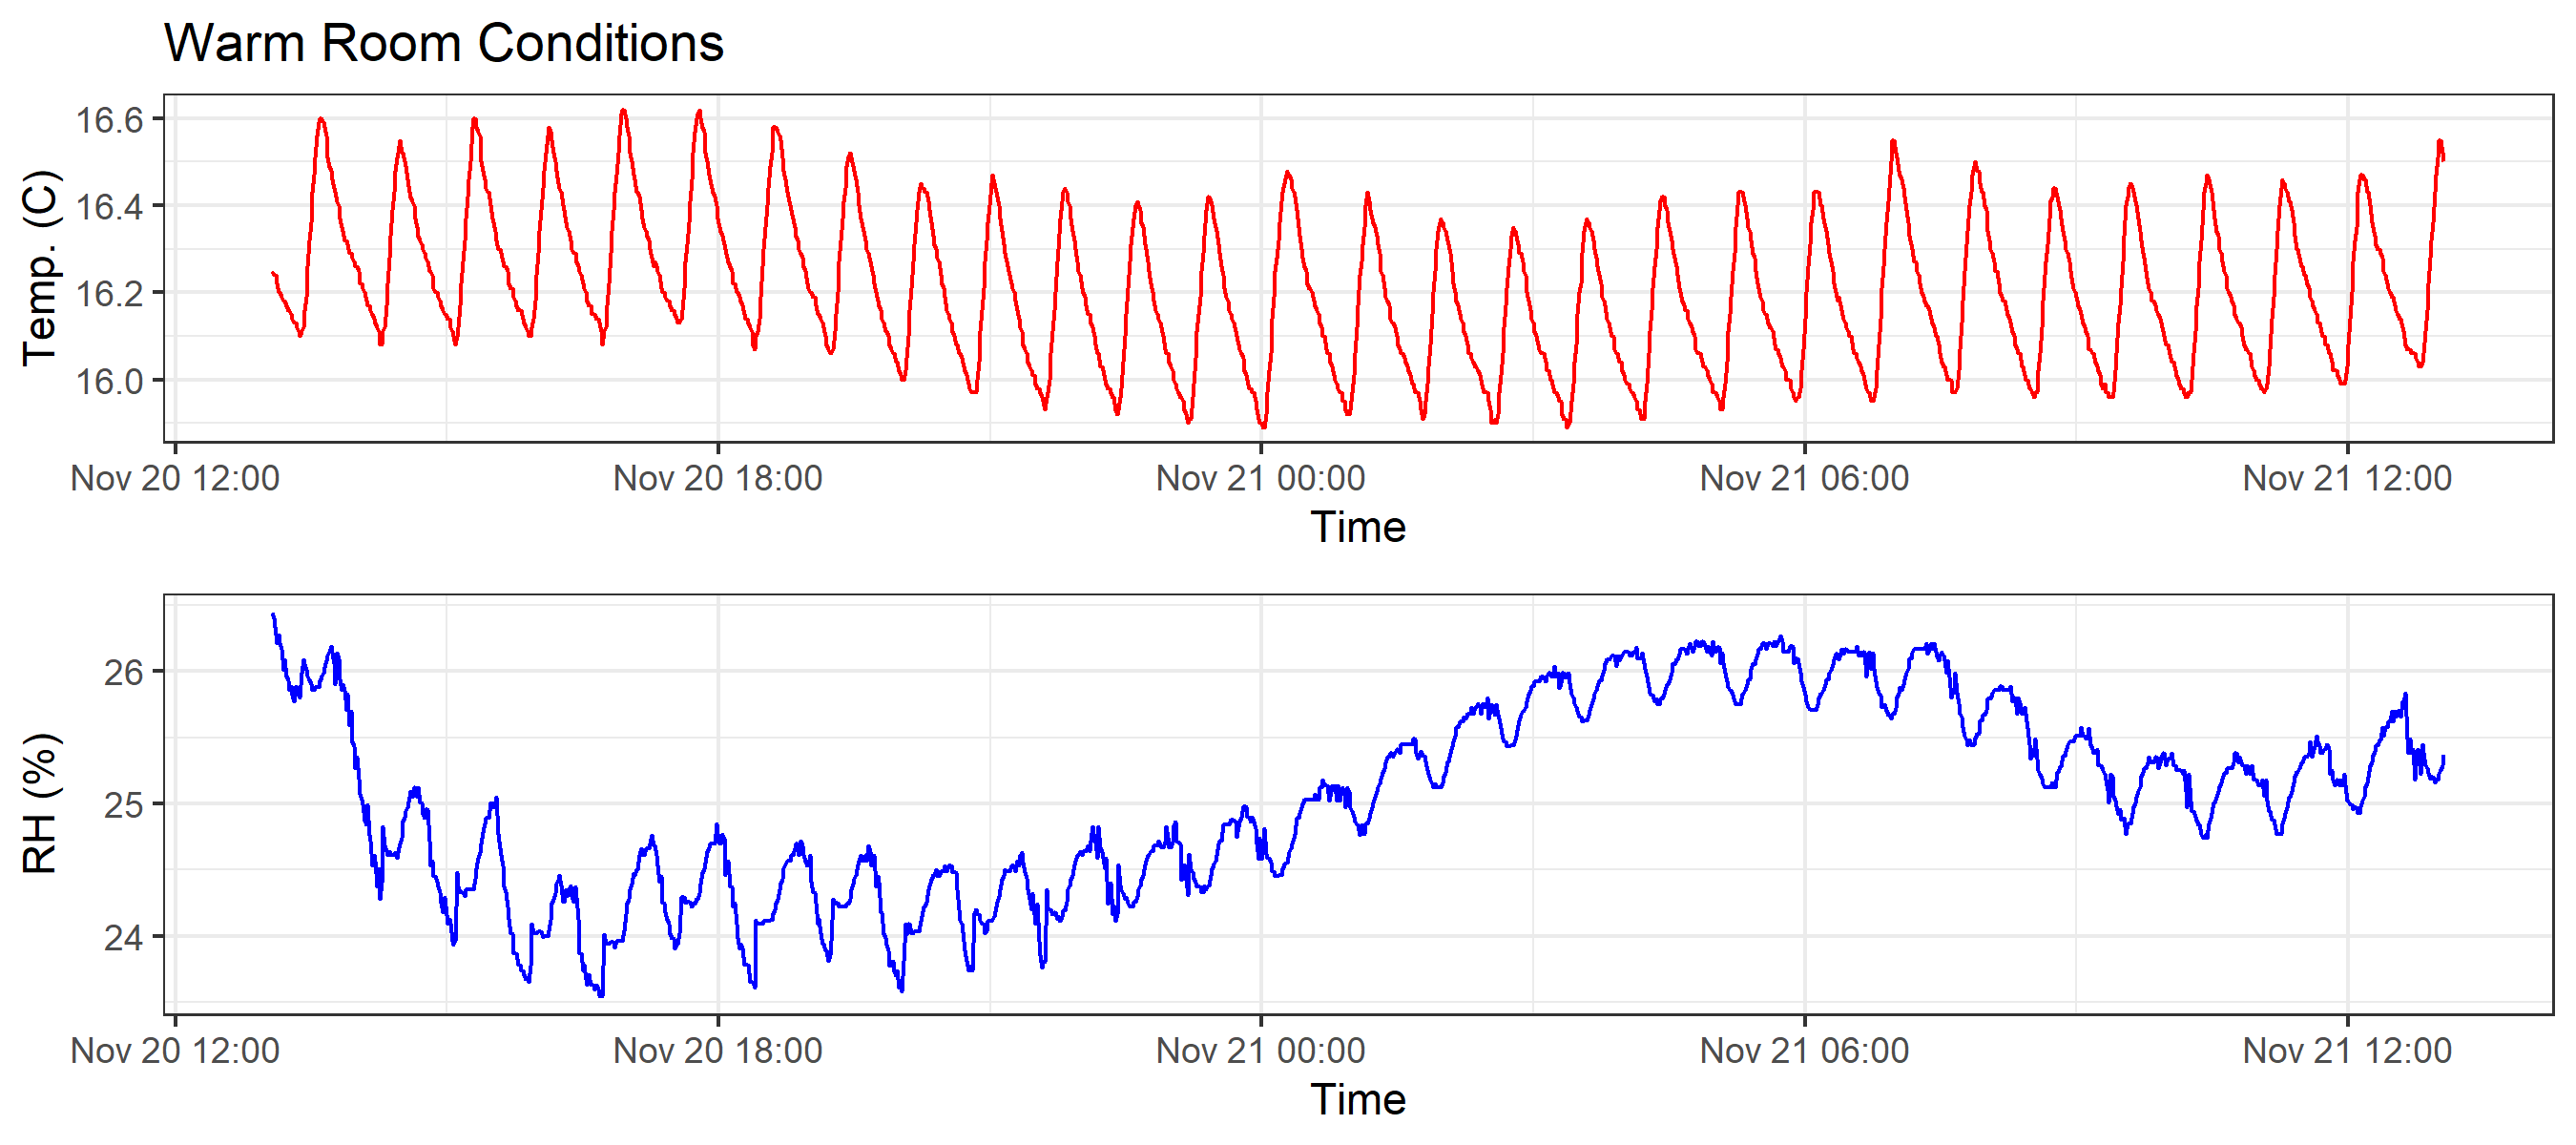 Warm Room Conditions
Temp. (C)
16.6
16.4
16.2
16.0
Nov 20 12:00 Nov 20 18:00 Nov 21 00:00 Nov 21 06:00 Nov 21 12:00
Time
RH (%)
26
25
24
Nov 20 12:00 Nov 20 18:00 Nov 21 00:00 Nov 21 06:00 Nov 21 12:00
Time